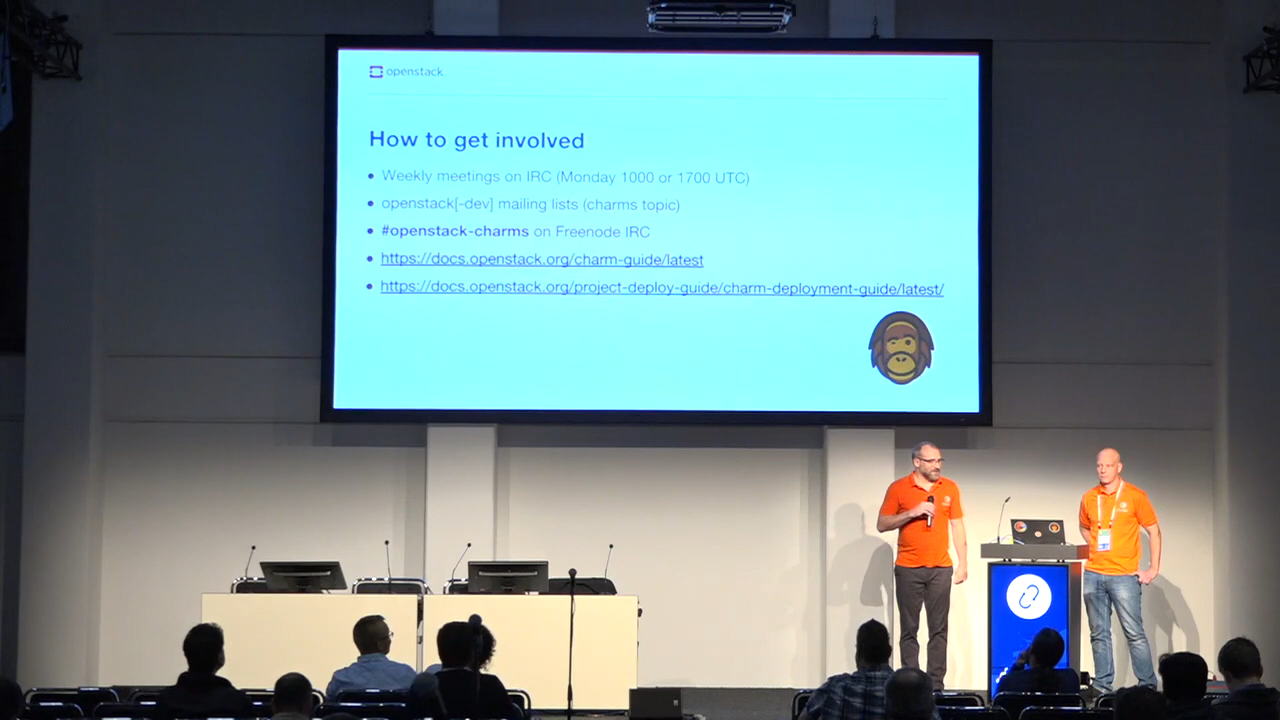 openstack.
How to get involved
Weekly meetings on IRC (Monday 1000 or 1700 UTC)
openstack[-dev] mailing lists (charms topic)
#openstack-charms on Freenode IRC
https://docs.openstack.org/charm-guide/latest
https://docs.openstack.org/project-deploy-guide/charm-deployment-guide/latest/